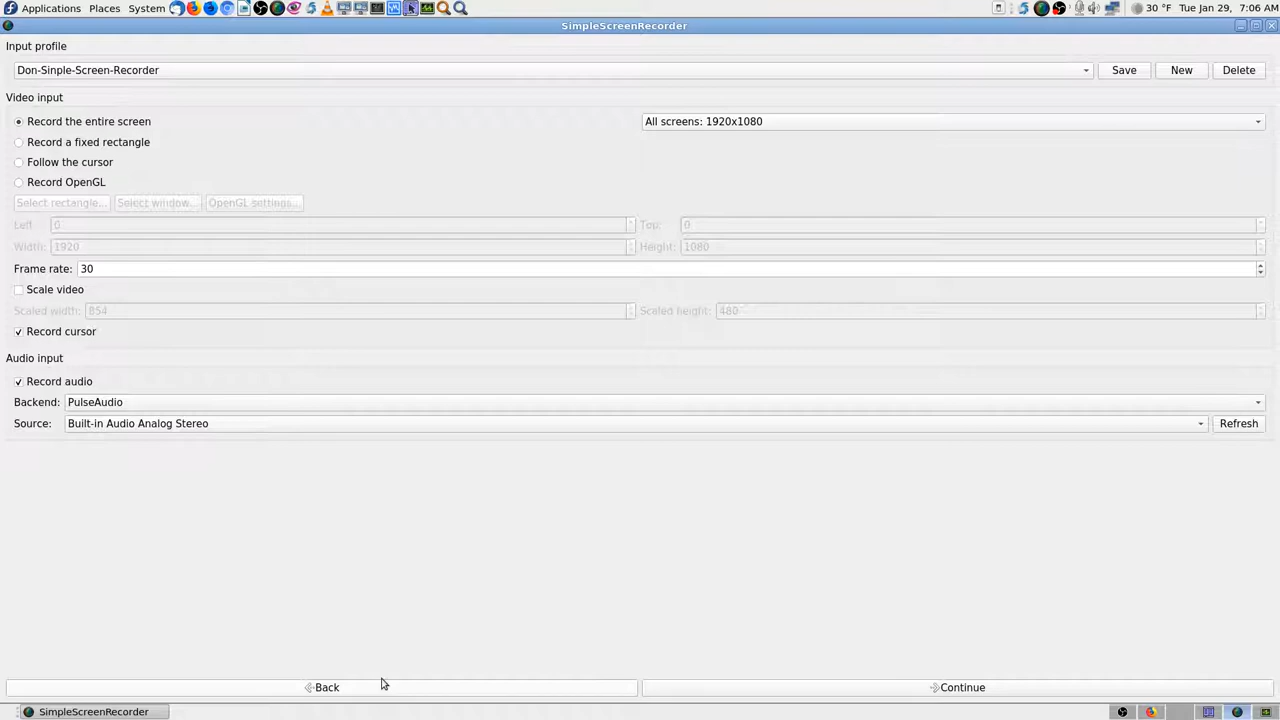 Applications Places System 30 °F Tue Jan 29, 7:06 AM
SimpleScreenRecorder
Input profile
Don-Sinple-Screen-Recorder Save New Delete
Video input
Record the entire screen All screens: 1920x1080
Record a fixed rectangle
Follow the cursor
Record OpenGL
Select rectangle... Select window... OpenGL settings...
Left: 0 Top: 0
Width: 1920 Height: 1080
Frame rate: 30
Scale video
Scaled width: 854 Scaled height: 480
Record cursor
Audio input
Record audio
Backend: PulseAudio
Source: Built-in Audio Analog Stereo Refresh
Back Continue
SimpleScreenRecorder